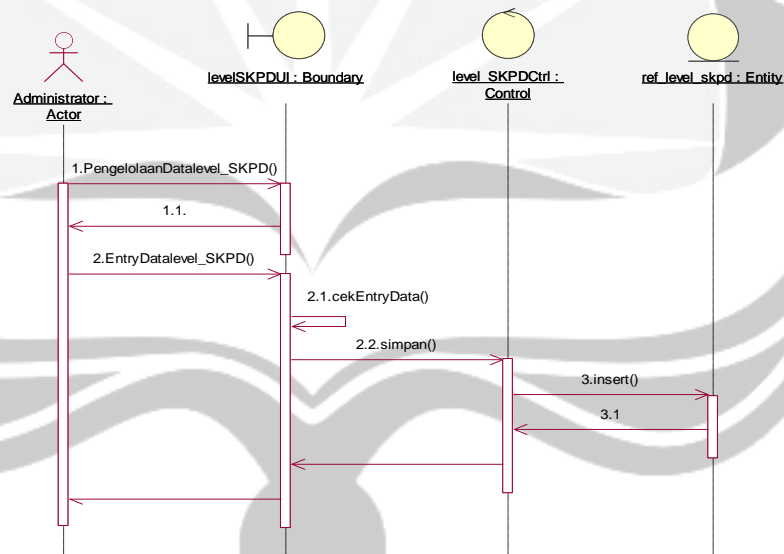 levelSKPDUI : Boundary
level_SKPDCtrl :
Control
ref_level_skpd : Entity
Administrator :
Actor
1.PengelolaanDatalevel_SKPD()
1.1.
2.EntryDatalevel_SKPD()
2.1.cekEntryData()
2.2.simpan()
3.insert()
3.1